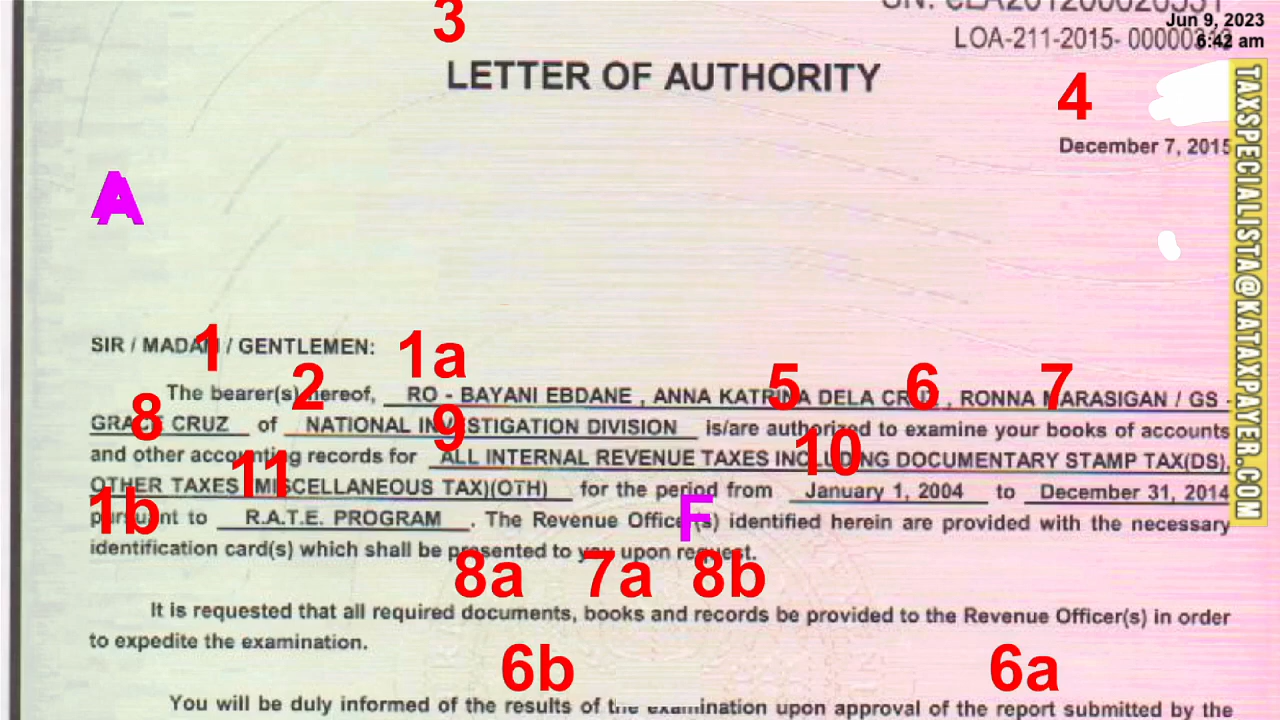 3
Jun 9, 2023
LOA-211-2015- 6:42 am
LETTER OF AUTHORITY
4
December 7, 2015
TAXSPECIALISTA@KATAXPAYER.COM
A
1
SIR / MADAM / GENTLEMEN:
1a
2
5
6
7
The bearer(s) hereof, RO - BAYANI EBDANE , ANNA KATRINA DELA CRUZ , RONNA MARASIGAN / GS -
8
9
GRACE CRUZ of NATIONAL INVESTIGATION DIVISION is/are authorized to examine your books of accounts
10
and other accounting records for ALL INTERNAL REVENUE TAXES INCLUDING DOCUMENTARY STAMP TAX(DS),
11
OTHER TAXES (MISCELLANEOUS TAX)(OTH) for the period from January 1, 2004 to December 31, 2014
1b
F
pursuant to R.A.T.E. PROGRAM . The Revenue Officer(s) identified herein are provided with the necessary
identification card(s) which shall be presented to you upon request.
8a 7a 8b
It is requested that all required documents, books and records be provided to the Revenue Officer(s) in order
to expedite the examination.
6b 6a
You will be duly informed of the results of the examination upon approval of the report submitted by the